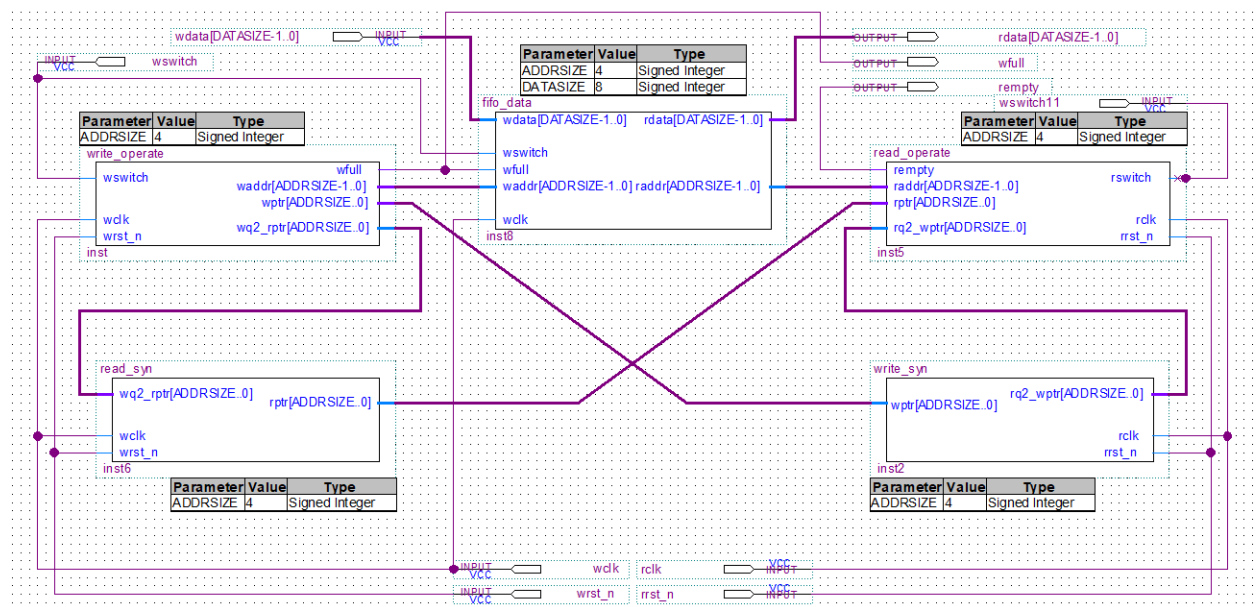 wdata[DATASIZE-1..0] INPUT VCC
OUTPUT rdata[DATASIZE-1..0]
INPUT VCC wswitch
OUTPUT wfull
OUTPUT rempty
wswitch11 INPUT VCC
Parameter Value Type
ADDRSIZE 4 Signed Integer
DATASIZE 8 Signed Integer
Parameter Value Type
ADDRSIZE 4 Signed Integer
write_operate
wswitch
wfull
waddr[ADDRSIZE-1..0]
wptr[ADDRSIZE..0]
wq2_rptr[ADDRSIZE..0]
wclk
wrst_n
inst
fifo_data
wdata[DATASIZE-1..0] rdata[DATASIZE-1..0]
wswitch
wfull
waddr[ADDRSIZE-1..0] raddr[ADDRSIZE-1..0]
wclk
inst8
Parameter Value Type
ADDRSIZE 4 Signed Integer
read_operate
rempty
raddr[ADDRSIZE-1..0]
rptr[ADDRSIZE..0]
rq2_wptr[ADDRSIZE..0]
rswitch
rclk
rrst_n
inst5
read_syn
wq2_rptr[ADDRSIZE..0]
rptr[ADDRSIZE..0]
wclk
wrst_n
inst6
Parameter Value Type
ADDRSIZE 4 Signed Integer
write_syn
rq2_wptr[ADDRSIZE..0]
wptr[ADDRSIZE..0]
rclk
rrst_n
inst2
Parameter Value Type
ADDRSIZE 4 Signed Integer
INPUT VCC wclk
rclk VCC INPUT
INPUT VCC wrst_n
rrst_n VCC INPUT